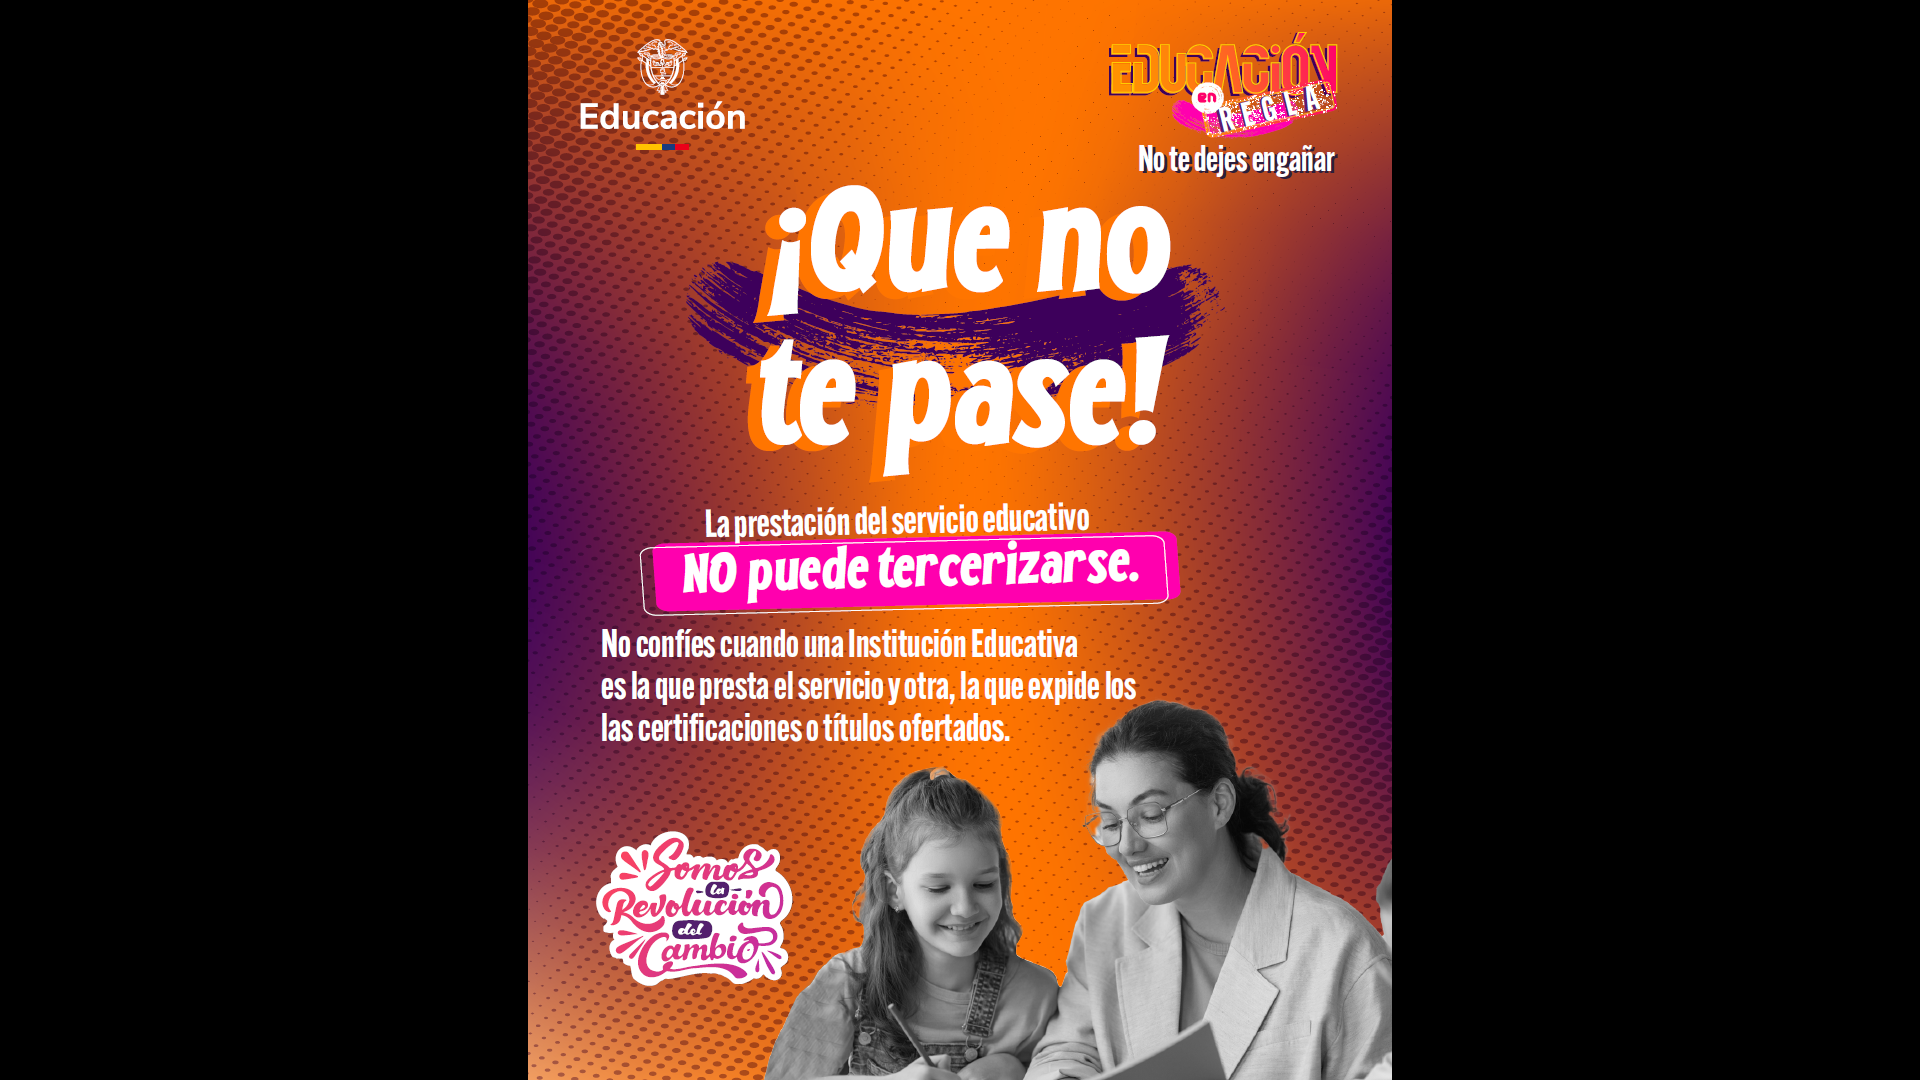 Educación
EDUCACIÓN
en
REGLA
No te dejes engañar
¡Que no
te pase!
La prestación del servicio educativo
NO puede tercerizarse.
No confíes cuando una Institución Educativa
es la que presta el servicio y otra, la que expide los
las certificaciones o títulos ofertados.
Somos
la
Revolución
del
Cambio